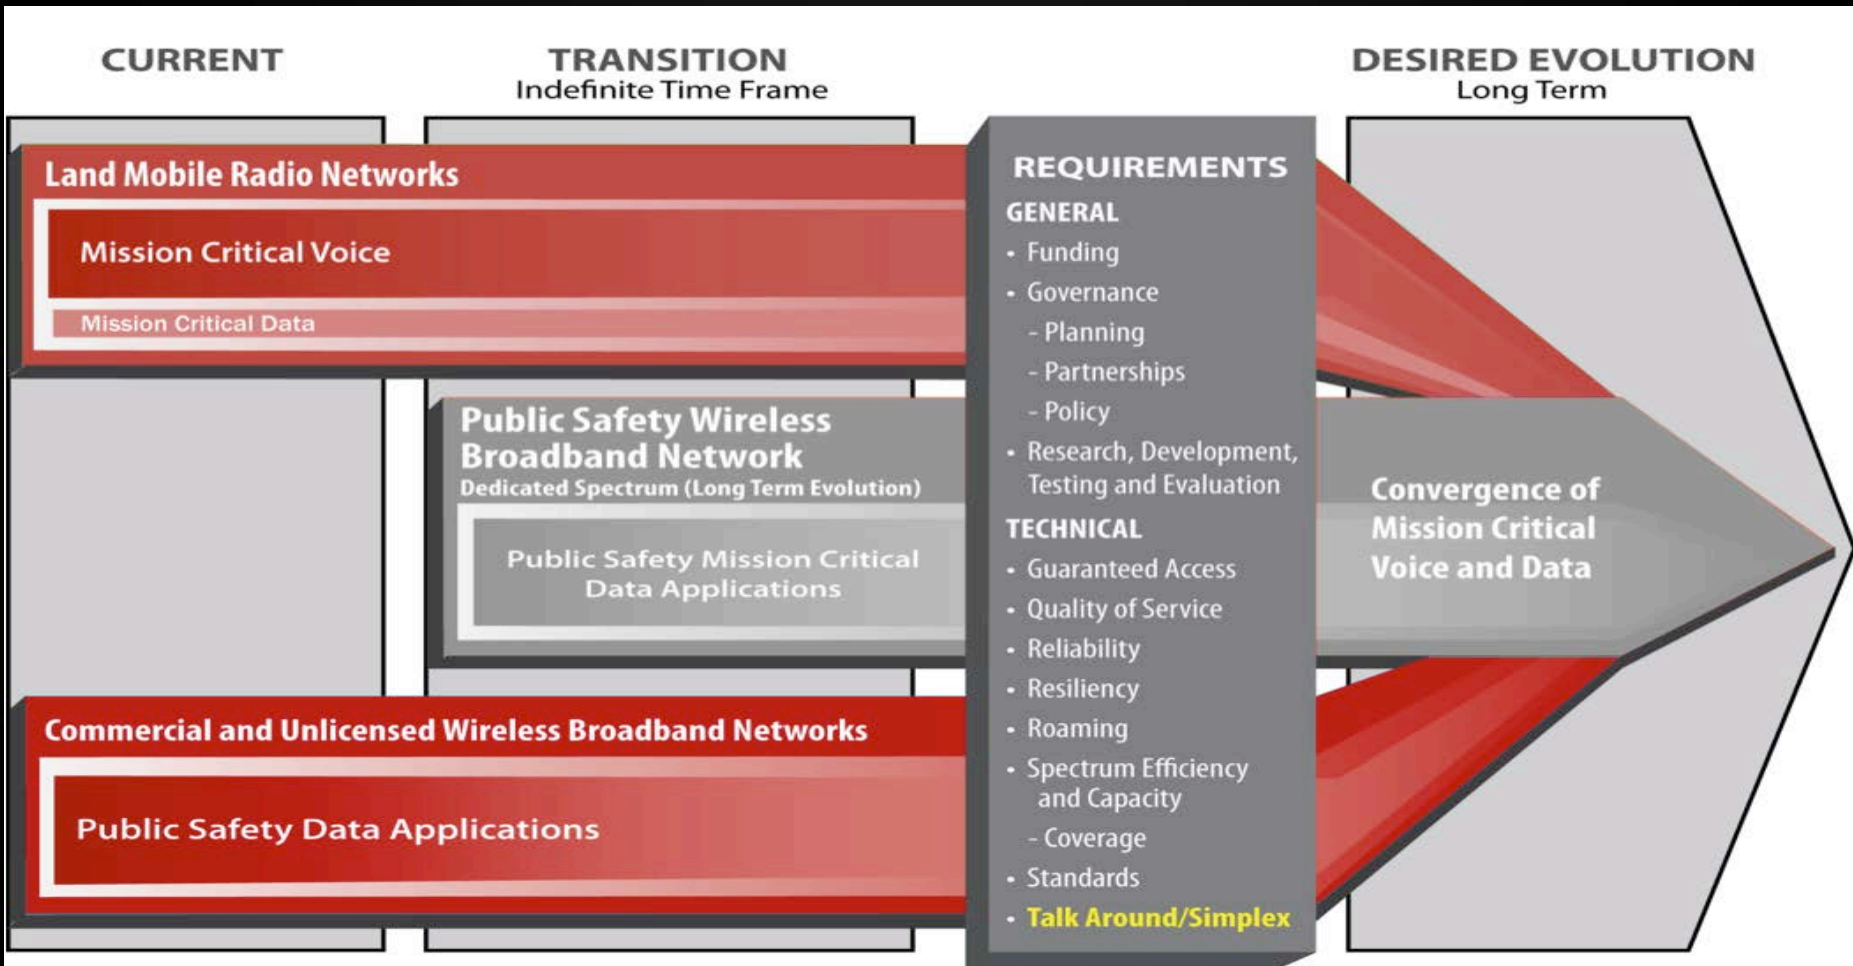 CURRENT
TRANSITION
Indefinite Time Frame
DESIRED EVOLUTION
Long Term
Land Mobile Radio Networks
Mission Critical Voice
Mission Critical Data
Public Safety Wireless
Broadband Network
Dedicated Spectrum (Long Term Evolution)
Public Safety Mission Critical
Data Applications
Commercial and Unlicensed Wireless Broadband Networks
Public Safety Data Applications
REQUIREMENTS
GENERAL
• Funding
• Governance
- Planning
- Partnerships
- Policy
• Research, Development,
Testing and Evaluation
TECHNICAL
• Guaranteed Access
• Quality of Service
• Reliability
• Resiliency
• Roaming
• Spectrum Efficiency
and Capacity
- Coverage
• Standards
• Talk Around/Simplex
Convergence of
Mission Critical
Voice and Data